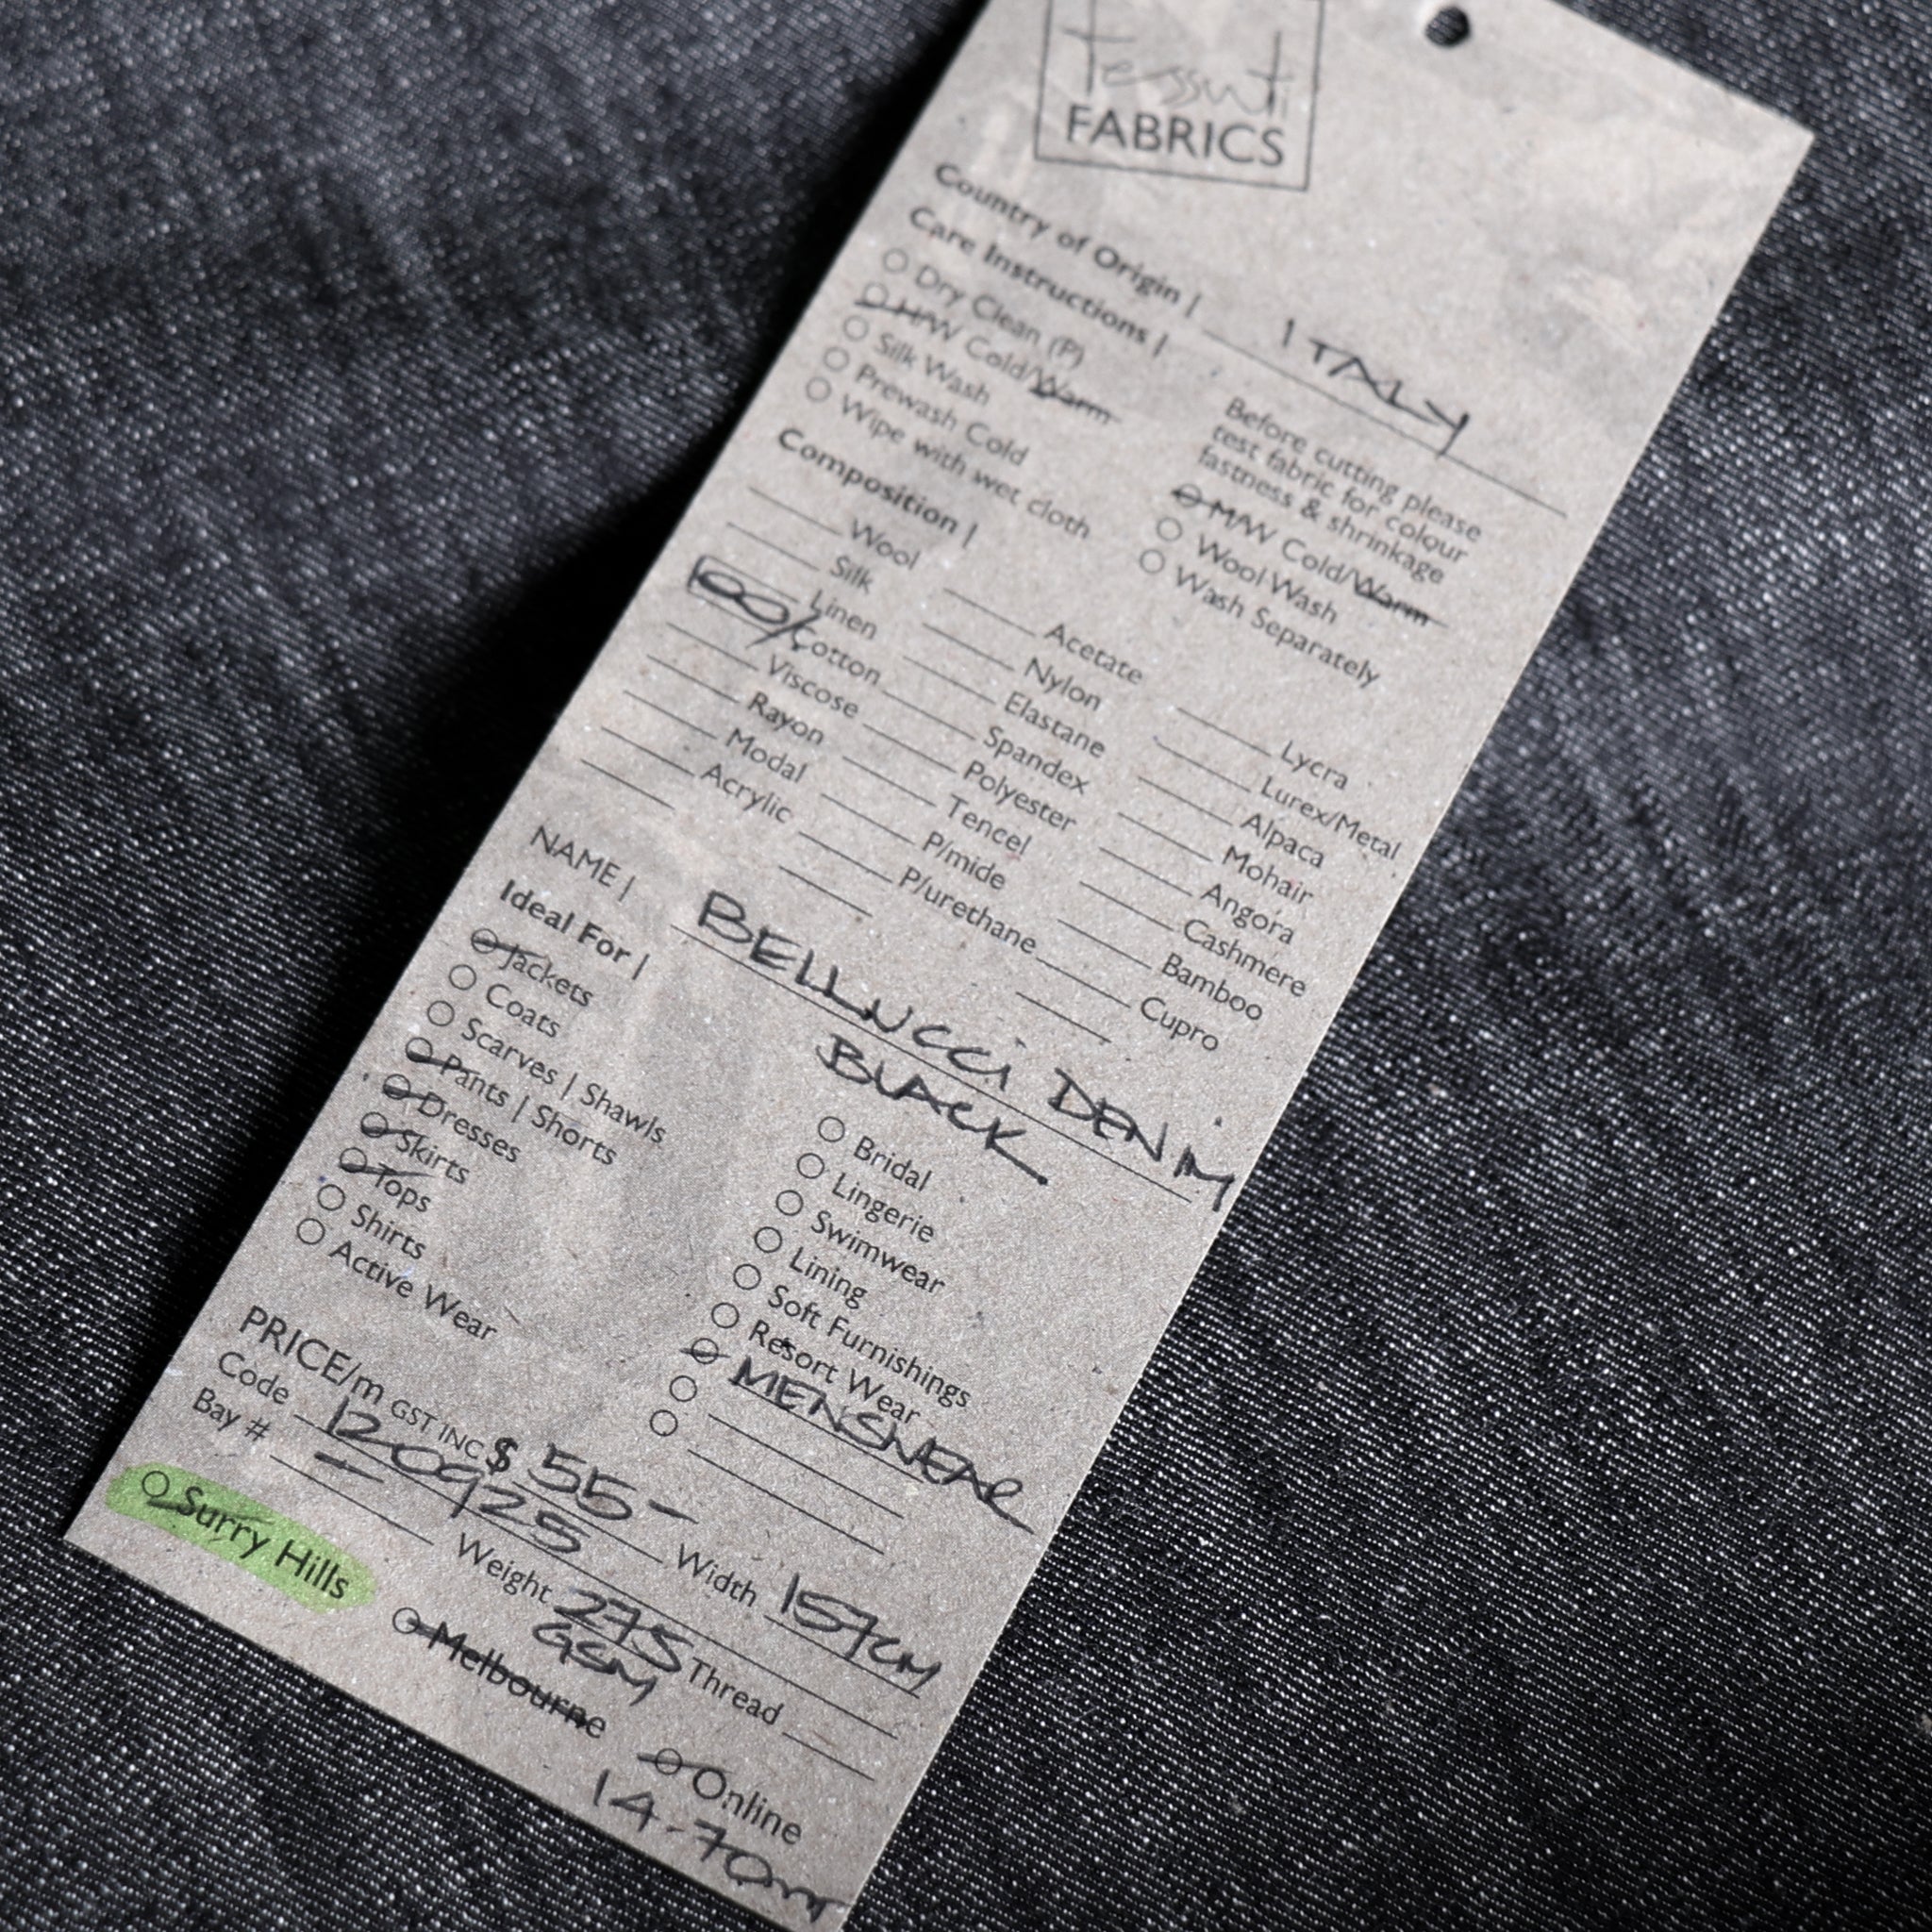 Tessuti
FABRICS
Country of Origin | ITALY
Care Instructions |
Dry Clean (P)
H/W Cold/Warm
Silk Wash
Prewash Cold
Wipe with wet cloth
Before cutting please
test fabric for colour
fastness & shrinkage
M/W Cold/Warm
Wool Wash
Wash Separately
Composition |
Wool
Silk
Linen
100% Cotton
Viscose
Rayon
Modal
Acrylic
Acetate
Nylon
Elastane
Spandex
Polyester
Tencel
P/mide
P/urethane
Lycra
Lurex/Metal
Alpaca
Mohair
Angora
Cashmere
Bamboo
Cupro
NAME | BELLUCCi DENIM
BLACK
Ideal For |
Jackets
Coats
Scarves | Shawls
Pants | Shorts
Dresses
Skirts
Tops
Shirts
Active Wear
Bridal
Lingerie
Swimwear
Lining
Soft Furnishings
Resort Wear
MENSWEAR
PRICE/m GST INC $ 55-
Code 120925 Width 157cm
Bay # - Weight 275 GSM Thread
Surry Hills
Melbourne
Online
14.70m